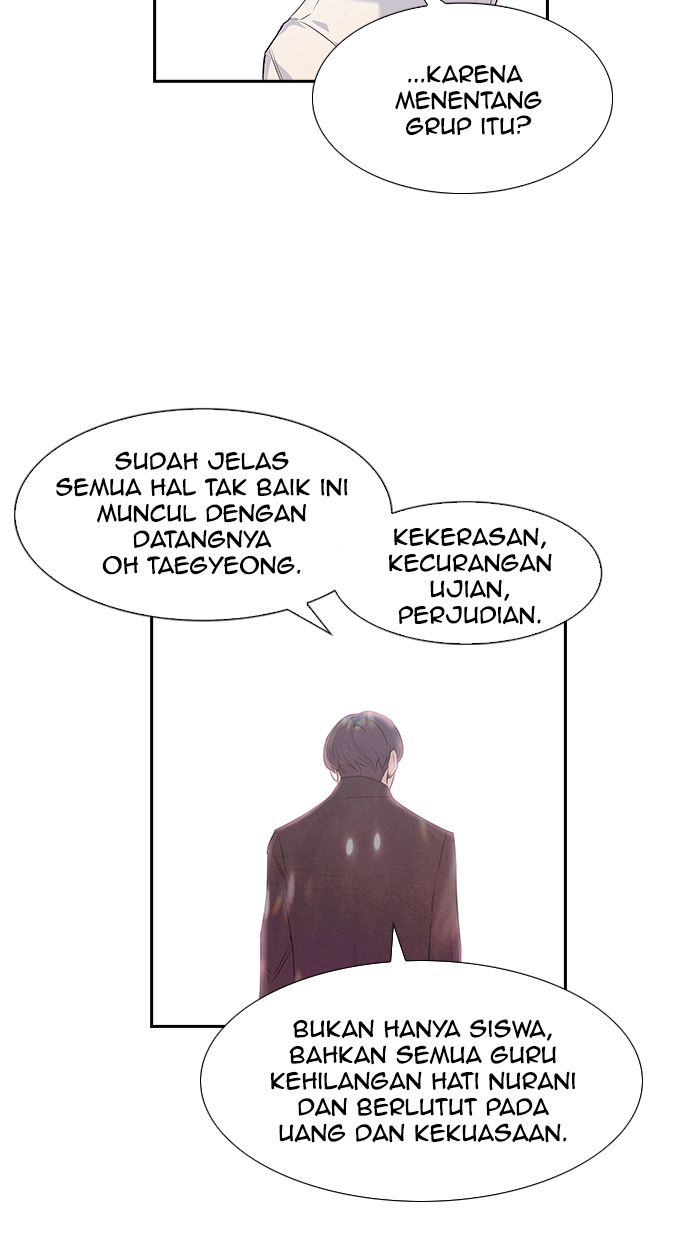 ...KARENA
MENENTANG
GRUP ITU?
SUDAH JELAS
SEMUA HAL TAK BAIK INI
MUNCUL DENGAN
DATANGNYA
OH TAEGYEONG.
KEKERASAN,
KECURANGAN
UJIAN,
PERJUDIAN.
BUKAN HANYA SISWA,
BAHKAN SEMUA GURU
KEHILANGAN HATI NURANI
DAN BERLUTUT PADA
UANG DAN KEKUASAAN.